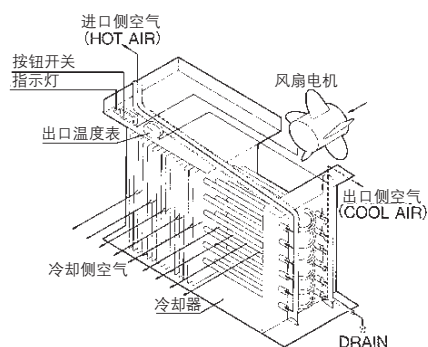 进口侧空气
(HOT AIR)
按钮开关
指示灯
风扇电机
出口温度表
出口侧空气
(COOL AIR)
冷却侧空气
冷却器
DRAIN